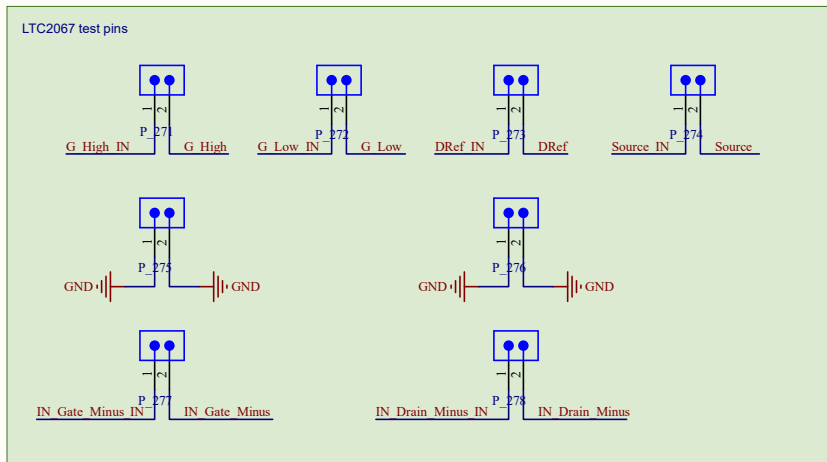 LTC2067 test pins
1 2 1 2 1 2 1 2
P_271 P_272 P_273 P_274
G_High_IN G_High G_Low_IN G_Low DRef_IN DRef Source_IN Source
1 2 1 2
P_275 P_276
GND GND GND GND
1 2 1 2
P_277 P_278
IN_Gate_Minus_IN IN_Gate_Minus IN_Drain_Minus_IN IN_Drain_Minus